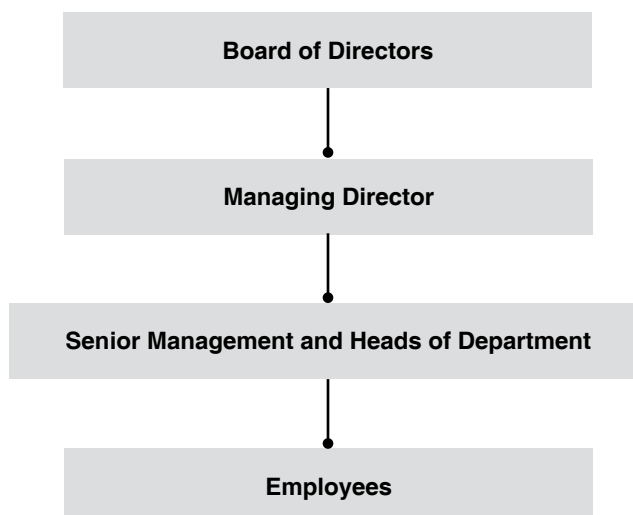 Board of Directors
Managing Director
Senior Management and Heads of Department
Employees